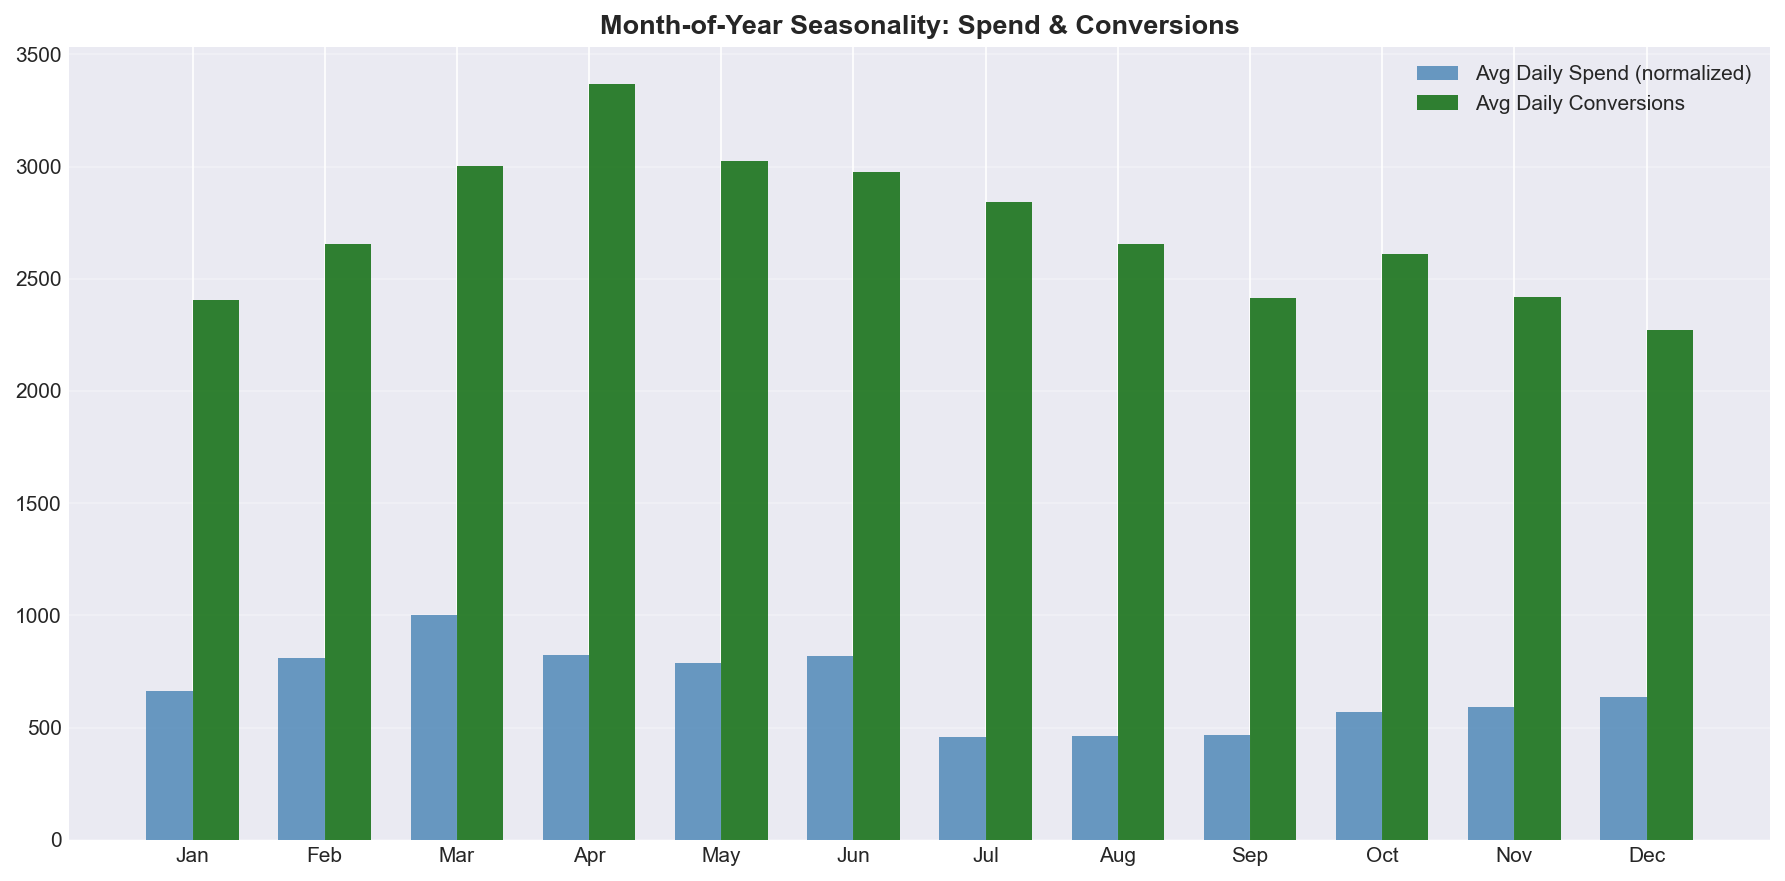 Month-of-Year Seasonality: Spend & Conversions
3500
3000
2500
2000
1500
1000
500
0
Avg Daily Spend (normalized)
Avg Daily Conversions
Jan Feb Mar Apr May Jun Jul Aug Sep Oct Nov Dec